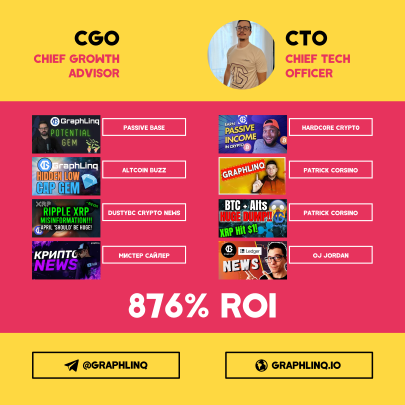 CGO
CHIEF GROWTH
ADVISOR
CTO
CHIEF TECH
OFFICER
GraphLinq
POTENTIAL
GEM
PASSIVE BASE
PASSIVE
INCOME
IN CRYPTO
HARDCORE CRYPTO
GraphLinq
HIDDEN LOW
CAP GEM
ALTCOIN BUZZ
GRAPHLINQ
PATRICK CORSINO
XRP
RIPPLE XRP
MISINFORMATION!!!
APRIL 'SHOULD' BE HUGE!
DUSTYBC CRYPTO NEWS
BTC + Alts
HUGE DUMP!!
XRP Hit $1!
PATRICK CORSINO
КРИПТО
NEWS
МИСТЕР САЙЛЕР
Ledger
NEWS
OJ JORDAN
876% ROI
@GRAPHLINQ
GRAPHLINQ.IO